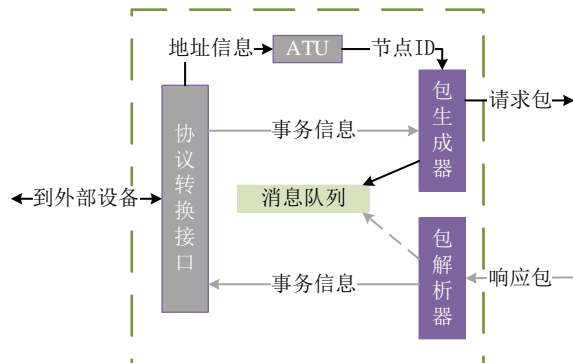 地址信息
ATU
节点ID
包生成器
请求包
事务信息
协议转换接口
到外部设备
消息队列
包解析器
响应包
事务信息